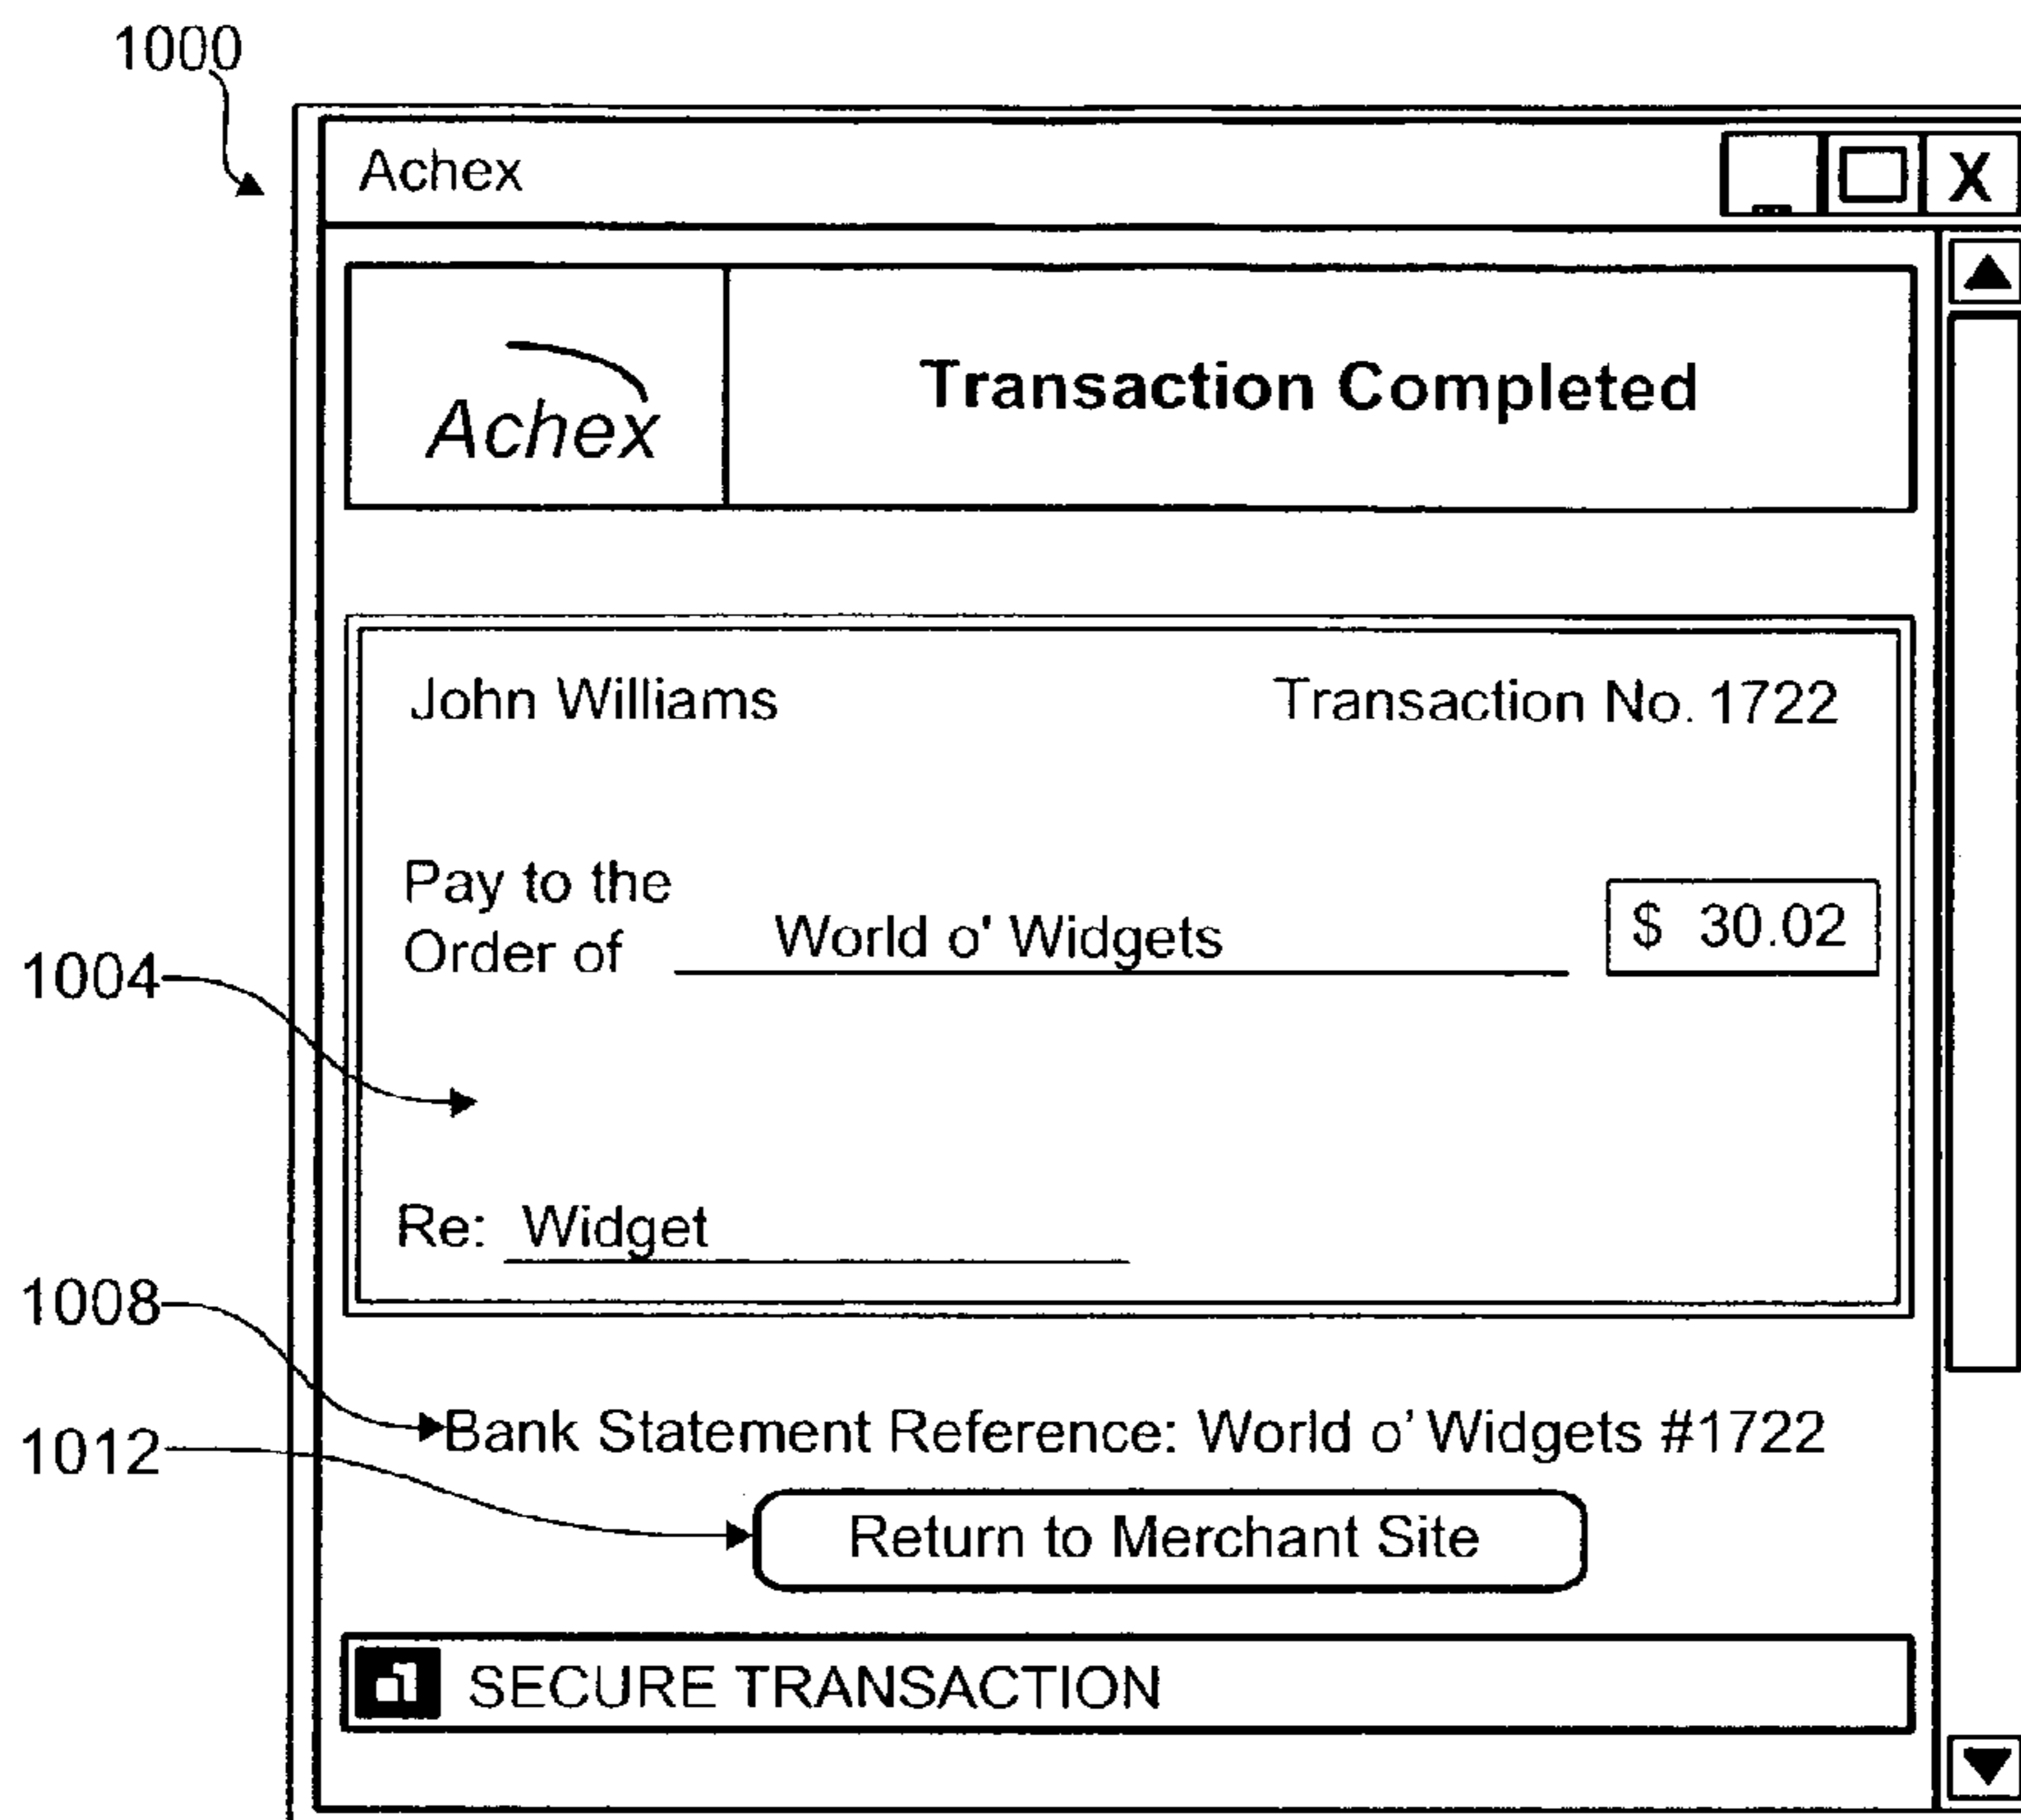 1000
Achex
X
Achex
Transaction Completed
John Williams
Transaction No. 1722
Pay to the
Order of
World o' Widgets
$ 30.02
1004
Re: Widget
1008
Bank Statement Reference: World o' Widgets #1722
1012
Return to Merchant Site
SECURE TRANSACTION